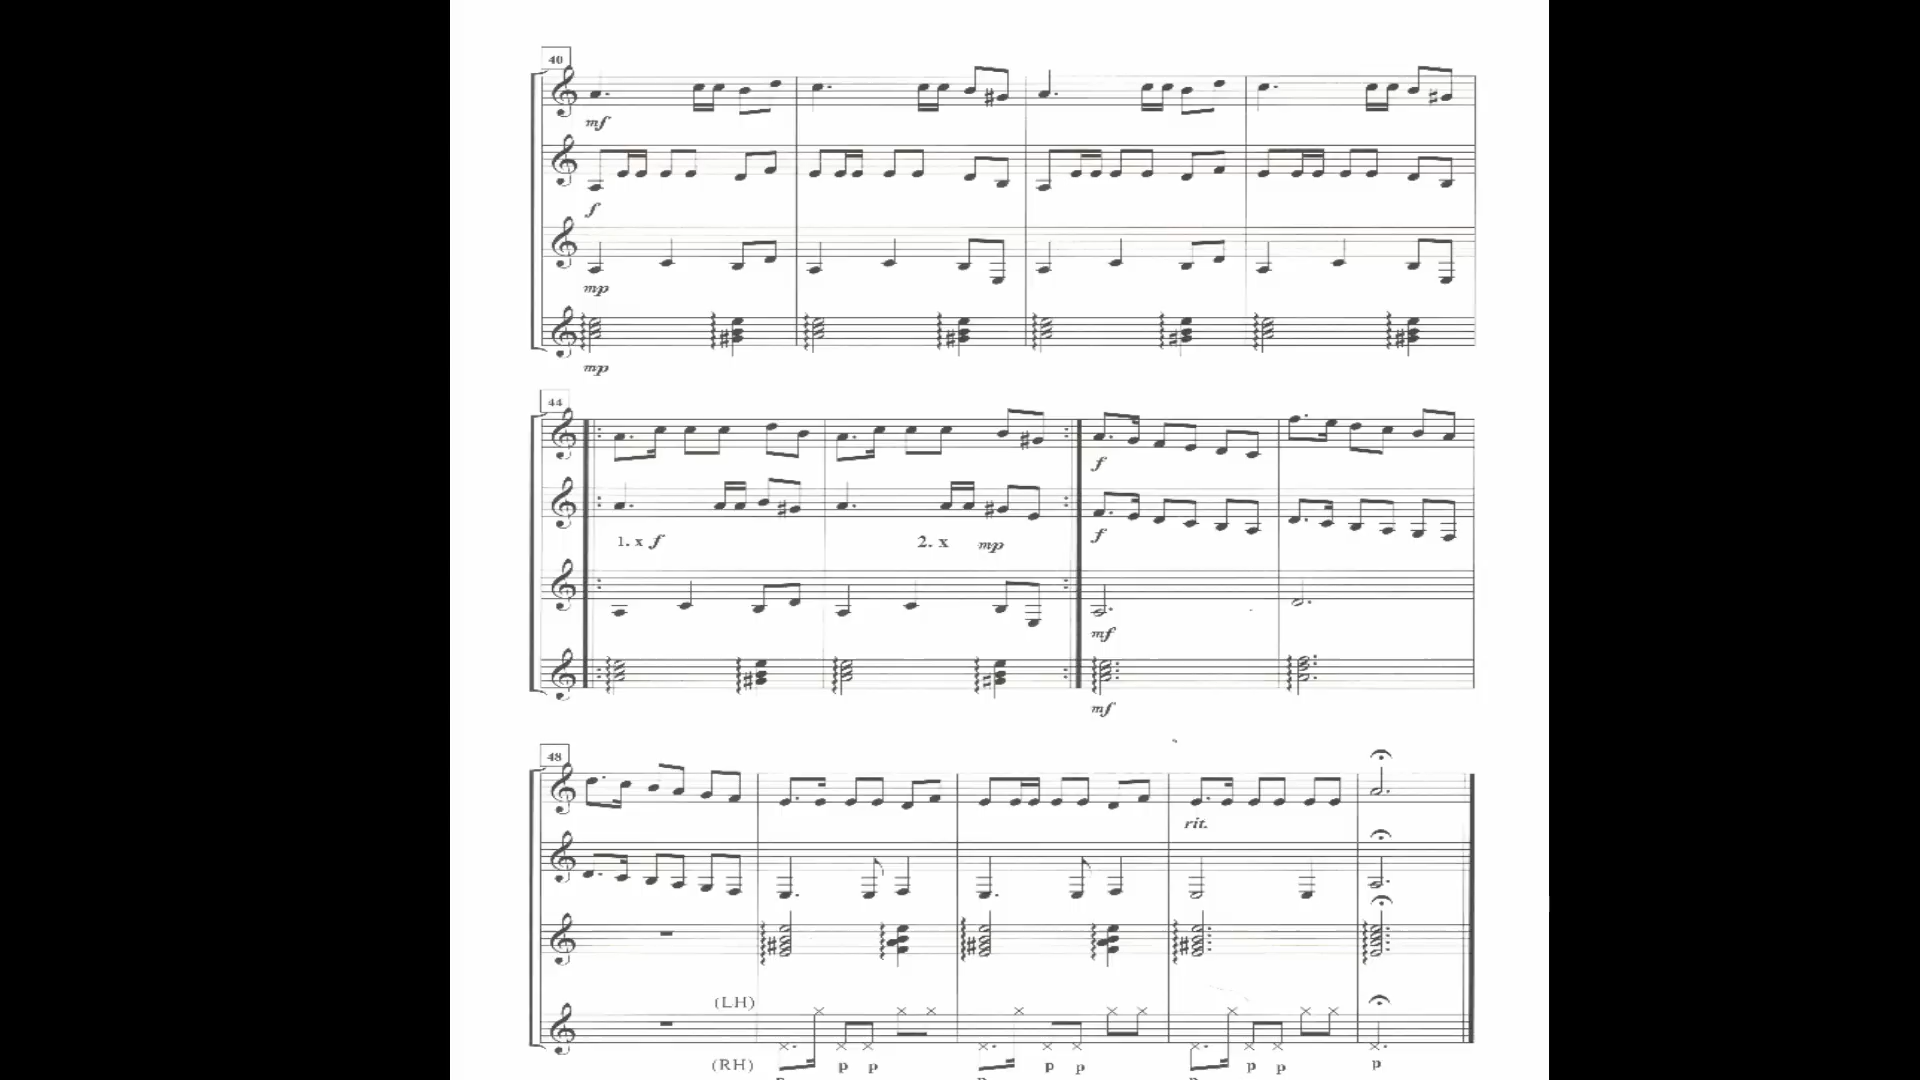 40
mf
f
mp
mp
44
f
1. x f 2. x mp
f
mf
mf
48
rit.
(LH)
(RH) p p p p p p p